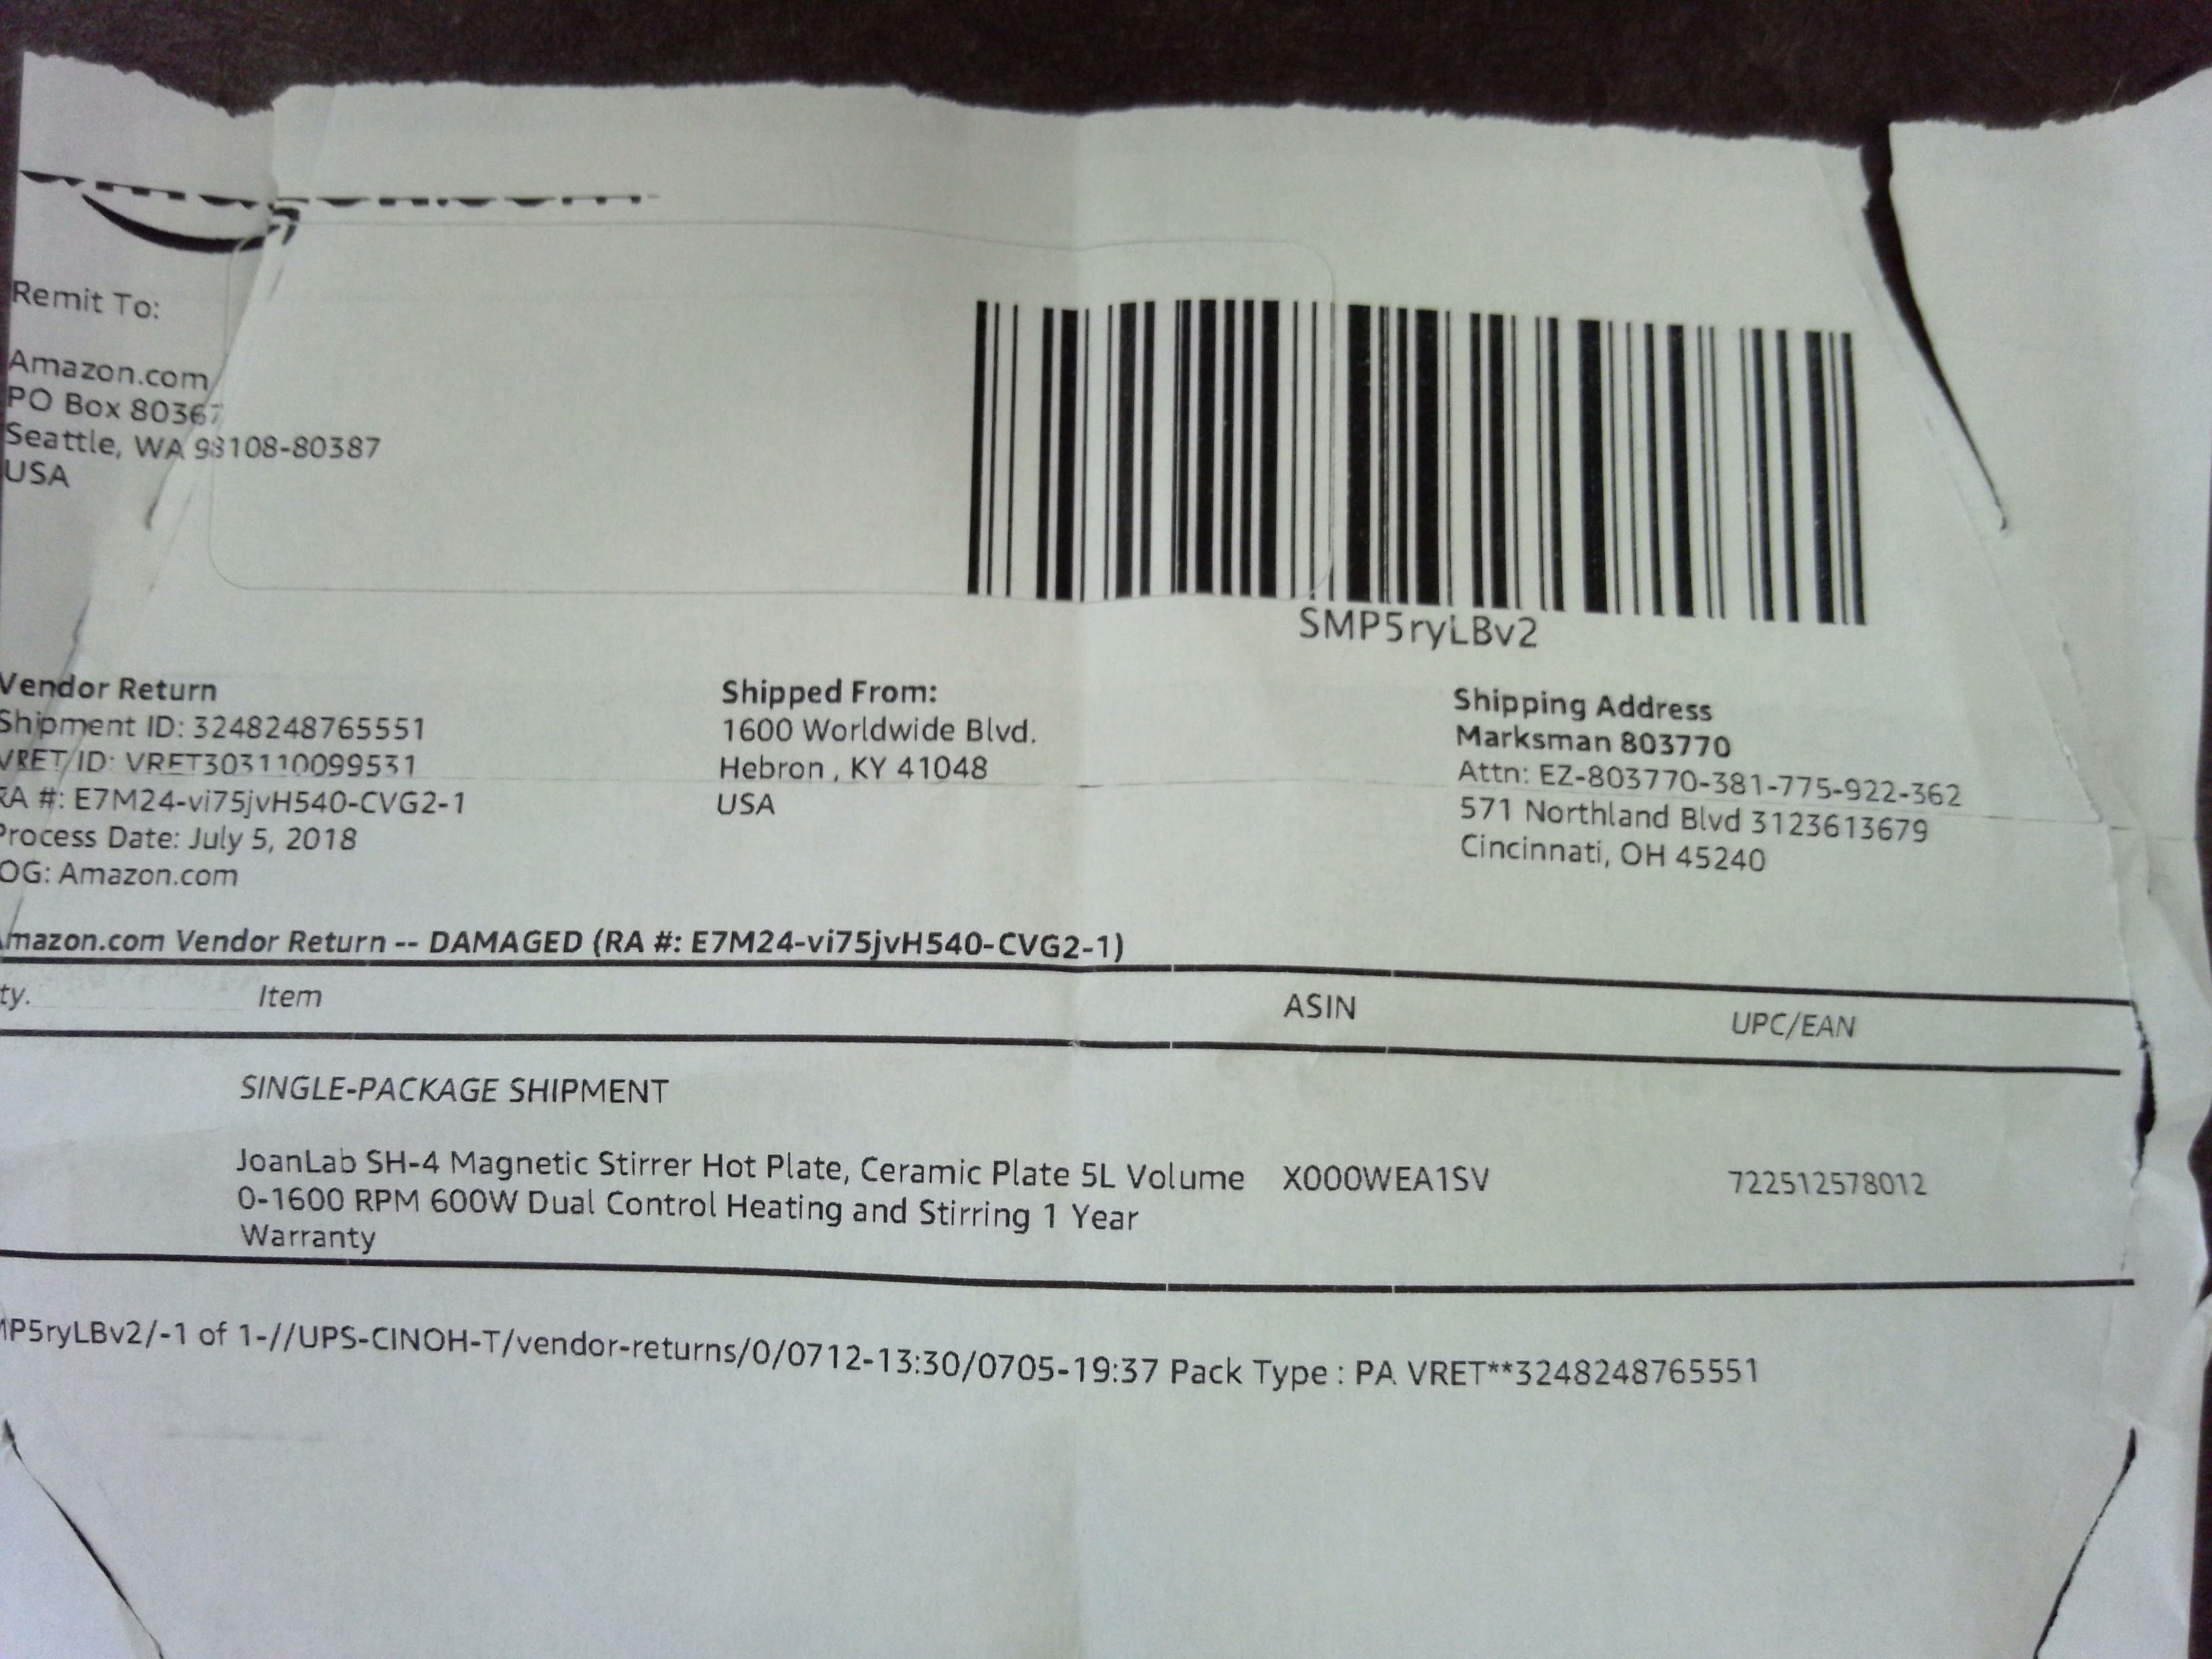 Remit To:
Amazon.com
PO Box 80367
Seattle, WA 98108-80387
USA
SMP5ryLBv2
Vendor Return
Shipment ID: 3248248765551
VRET ID: VRET303110099531
RA #: E7M24-vi75jvH540-CVG2-1
Process Date: July 5, 2018
OG: Amazon.com
Shipped From:
1600 Worldwide Blvd.
Hebron , KY 41048
USA
Shipping Address
Marksman 803770
Attn: EZ-803770-381-775-922-362
571 Northland Blvd 3123613679
Cincinnati, OH 45240
Amazon.com Vendor Return -- DAMAGED (RA #: E7M24-vi75jvH540-CVG2-1)
ty. Item ASIN UPC/EAN
SINGLE-PACKAGE SHIPMENT
JoanLab SH-4 Magnetic Stirrer Hot Plate, Ceramic Plate 5L Volume X000WEA1SV 722512578012
0-1600 RPM 600W Dual Control Heating and Stirring 1 Year
Warranty
MP5ryLBv2/-1 of 1-//UPS-CINOH-T/vendor-returns/0/0712-13:30/0705-19:37 Pack Type : PA VRET**3248248765551